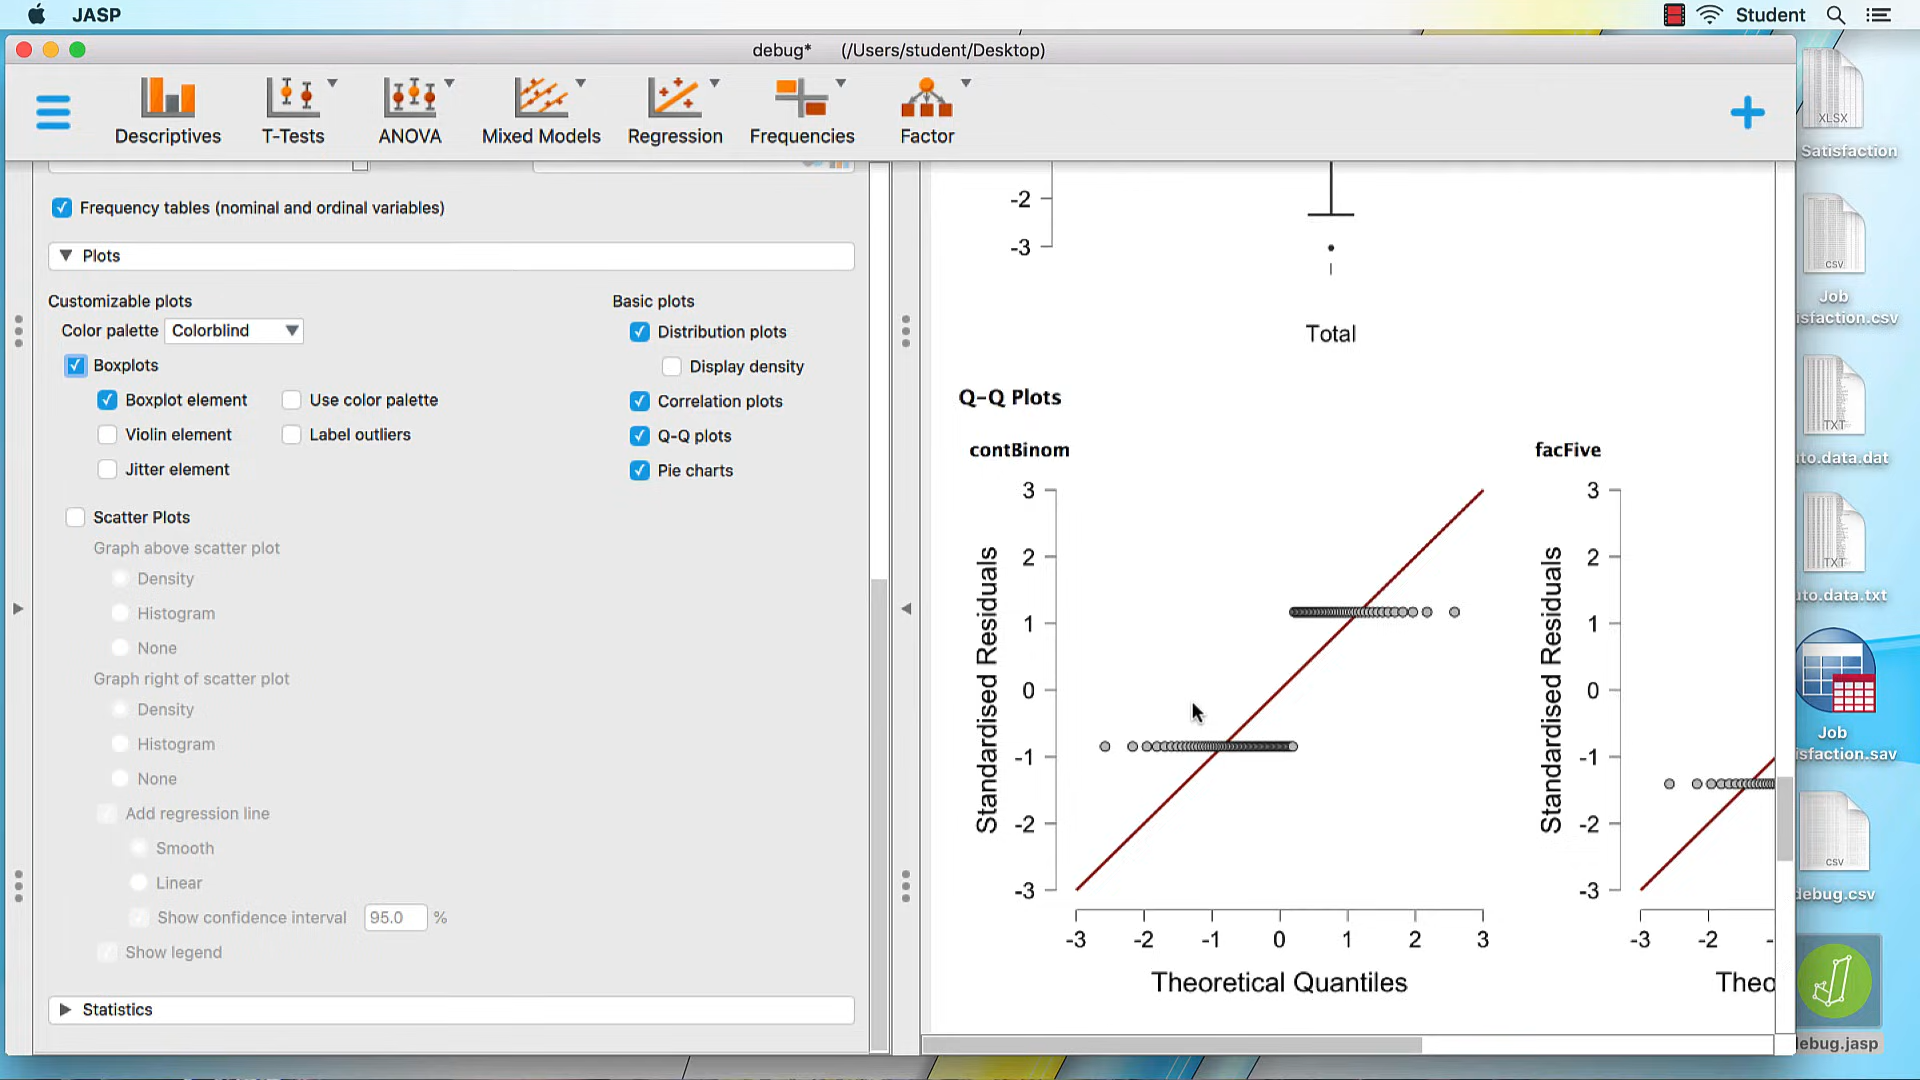 JASP
Student
debug* (/Users/student/Desktop)
Descriptives
T-Tests
ANOVA
Mixed Models
Regression
Frequencies
Factor
Frequency tables (nominal and ordinal variables)
Plots
Customizable plots
Color palette Colorblind
Boxplots
Boxplot element
Use color palette
Violin element
Label outliers
Jitter element
Basic plots
Distribution plots
Display density
Correlation plots
Q-Q plots
Pie charts
Scatter Plots
Graph above scatter plot
Density
Histogram
None
Graph right of scatter plot
Density
Histogram
None
Add regression line
Smooth
Linear
Show confidence interval 95.0 %
Show legend
Statistics
-2
-3
Total
Q-Q Plots
contBinom
3
2
1
0
-1
-2
-3
Standardised Residuals
-3 -2 -1 0 1 2 3
Theoretical Quantiles
facFive
3
2
1
0
-1
-2
-3
Standardised Residuals
-3 -2 -
Theo
XLSX
Satisfaction
CSV
Job
isfaction.csv
TXT
uto.data.dat
TXT
uto.data.txt
Job
isfaction.sav
CSV
debug.csv
debug.jasp